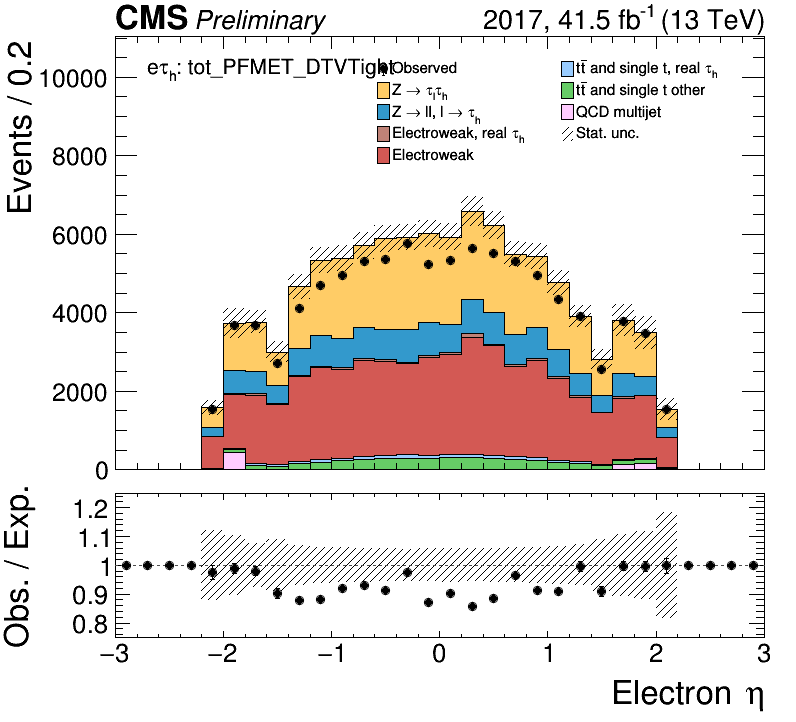 CMS Preliminary 2017, 41.5 fb⁻¹ (13 TeV)
eτₕ: tot_PFMET_DTVTight
Observed
Z → τₗτₕ
Z → ll, l → τₕ
Electroweak, real τₕ
Electroweak
tt̄ and single t, real τₕ
tt̄ and single t other
QCD multijet
Stat. unc.
Events / 0.2
10000
8000
6000
4000
2000
0
Obs. / Exp.
1.2
1.1
1
0.9
0.8
−3 −2 −1 0 1 2 3
Electron η